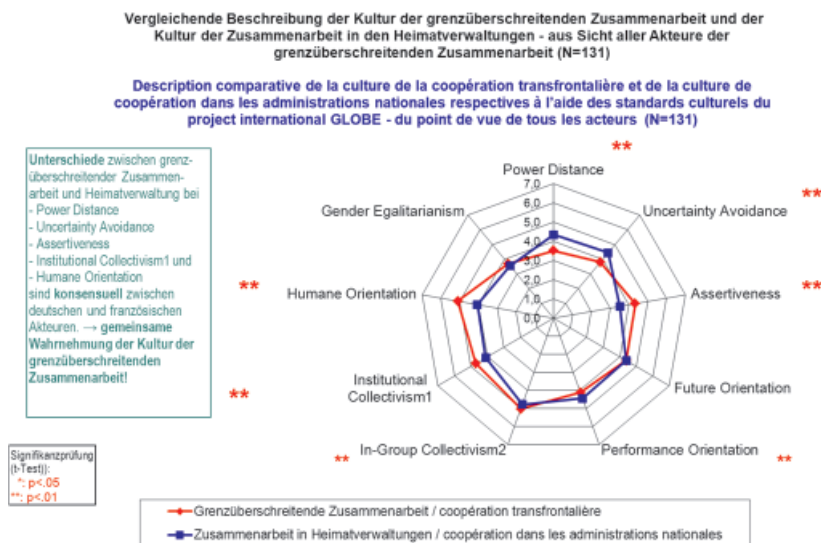 Vergleichende Beschreibung der Kultur der grenzüberschreitenden Zusammenarbeit und der
Kultur der Zusammenarbeit in den Heimatverwaltungen - aus Sicht aller Akteure der
grenzüberschreitenden Zusammenarbeit (N=131)
Description comparative de la culture de la coopération transfrontalière et de la culture de
coopération dans les administrations nationales respectives à l'aide des standards culturels du
project international GLOBE - du point de vue de tous les acteurs (N=131)
Unterschiede zwischen grenz-
überschreitender Zusammen-
arbeit und Heimatverwaltung bei
- Power Distance
- Uncertainty Avoidance
- Assertiveness
- Institutional Collectivism1 und
- Humane Orientation
sind konsensuell zwischen
deutschen und französischen
Akteuren. → gemeinsame
Wahrnehmung der Kultur der
grenzüberschreitenden
Zusammenarbeit!
**
Power Distance
7,0
6,0
5,0
4,0
3,0
2,0
1,0
0,0
Uncertainty Avoidance
**
Assertiveness
**
Future Orientation
Performance Orientation
**
In-Group Collectivism2
**
Institutional
Collectivism1
**
Humane Orientation
**
Gender Egalitarianism
Signifikanzprüfung
(t-Test)):
*: p<.05
**: p<.01
Grenzüberschreitende Zusammenarbeit / coopération transfrontalière
Zusammenarbeit in Heimatverwaltungen / coopération dans les administrations nationales